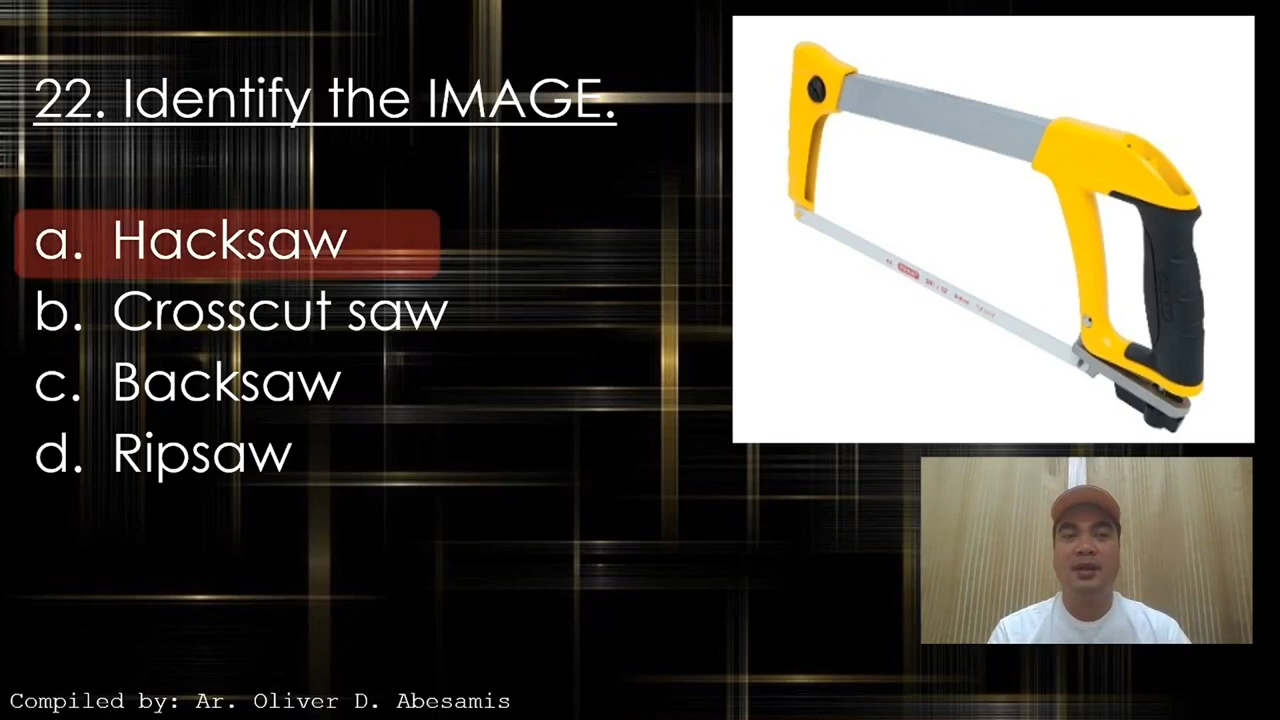 22. Identify the IMAGE.
a. Hacksaw
b. Crosscut saw
c. Backsaw
d. Ripsaw
Compiled by: Ar. Oliver D. Abesamis